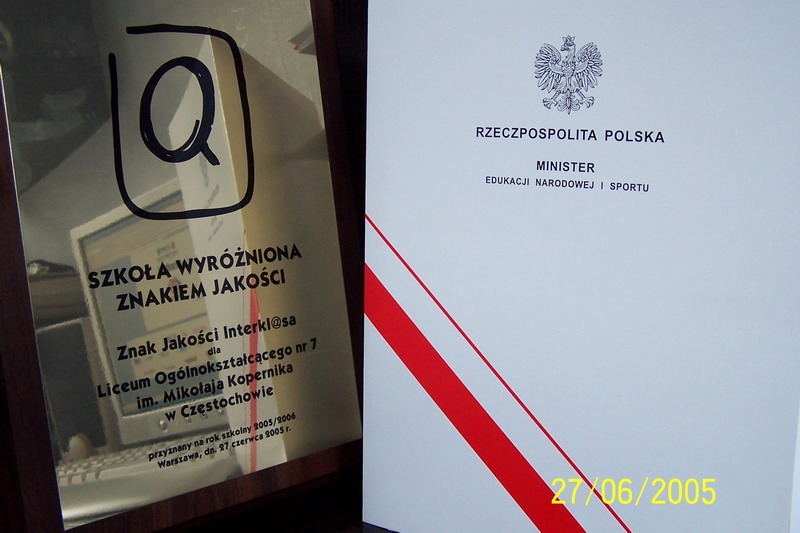 Q
SZKOŁA WYRÓŻNIONA
ZNAKIEM JAKOŚCI
Znak Jakości Interkl@sa
dla
Liceum Ogólnokształcącego nr 7
im. Mikołaja Kopernika
w Częstochowie
przyznany na rok szkolny 2005/2006
Warszawa, dn. 27 czerwca 2005 r.
RZECZPOSPOLITA POLSKA
MINISTER
EDUKACJI NARODOWEJ I SPORTU
27/06/2005